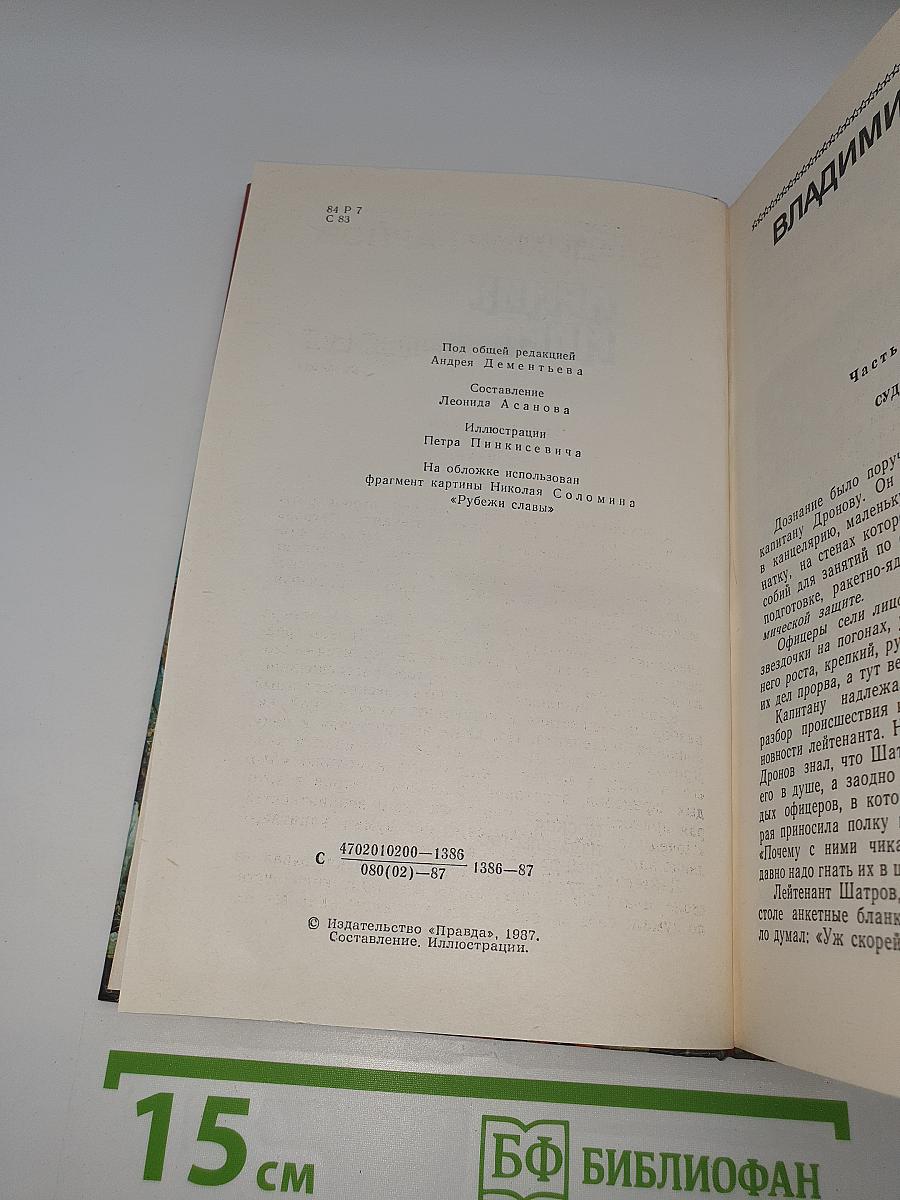 84 Р 7
С 83
Под общей редакцией
Андрея Дементьева
Составление
Леонида Асанова
Иллюстрации
Петра Пинкисевича
На обложке использован
фрагмент картины Николая Соломина
«Рубежи славы»
С 4702010200—1386 1386—87
080(02)—87
© Издательство «Правда», 1987.
Составление. Иллюстрации.
ВЛАДИМИ
Часть
СУД
Дознание было поруч
капитану Дронову. Он
в канцелярию, маленьку
натку, на стенах котор
собий для занятий по
подготовке, ракетно-яд
мической защите.
Офицеры сели лицо
звездочки на погонах,
него роста, крепкий, ру
их дел прорва, а тут ве
Капитану надлежа
разбор происшествия и
новности лейтенанта. Н
Дронов знал, что Шат
его в душе, а заодно
дых офицеров, в кото
рая приносила полку
«Почему с ними чика
давно надо гнать их в ш
Лейтенант Шатров,
столе анкетные бланк
ло думал: «Уж скорей
15 см
БФ БИБЛИОФАН